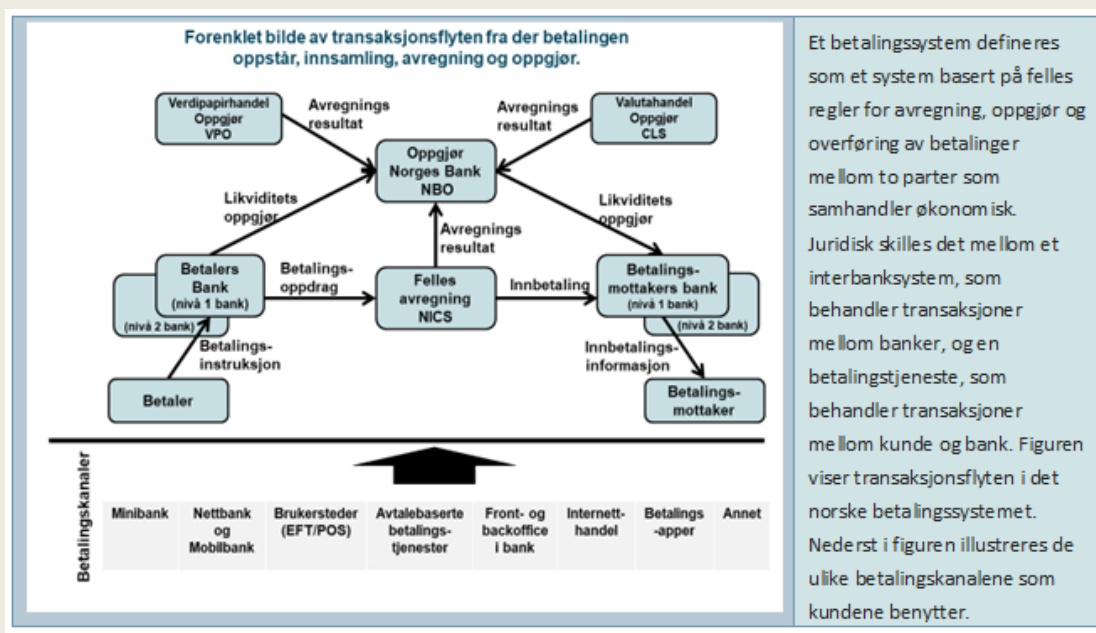 Forenklet bilde av transaksjonsflyten fra der betalingen
oppstår, innsamling, avregning og oppgjør.
Verdipapirhandel
Oppgjør
VPO
Avregnings
resultat
Avregnings
resultat
Valutahandel
Oppgjør
CLS
Oppgjør
Norges Bank
NBO
Likviditets
oppgjør
Likviditets
oppgjør
Avregnings
resultat
Betalers
Bank
(nivå 1 bank)
(nivå 2 bank)
Betalings-
oppdrag
Felles
avregning
NICS
Innbetaling
Betalings-
mottakers bank
(nivå 1 bank)
(nivå 2 bank)
Betalings-
instruksjon
Innbetalings-
informasjon
Betaler
Betalings-
mottaker
Betalingskanaler
Minibank
Nettbank
og
Mobilbank
Brukersteder
(EFT/POS)
Avtalebaserte
betalings-
tjenester
Front- og
backoffice
i bank
Internett-
handel
Betalings
-apper
Annet
Et betalingssystem defineres
som et system basert på felles
regler for avregning, oppgjør og
overføring av betalinger
mellom to parter som
samhandler økonomisk.
Juridisk skilles det mellom et
interbanksystem, som
behandler transaksjoner
mellom banker, og en
betalingstjeneste, som
behandler transaksjoner
mellom kunde og bank. Figuren
viser transaksjonsflyten i det
norske betalingssystemet.
Nederst i figuren illustreres de
ulike betalingskanalene som
kundene benytter.